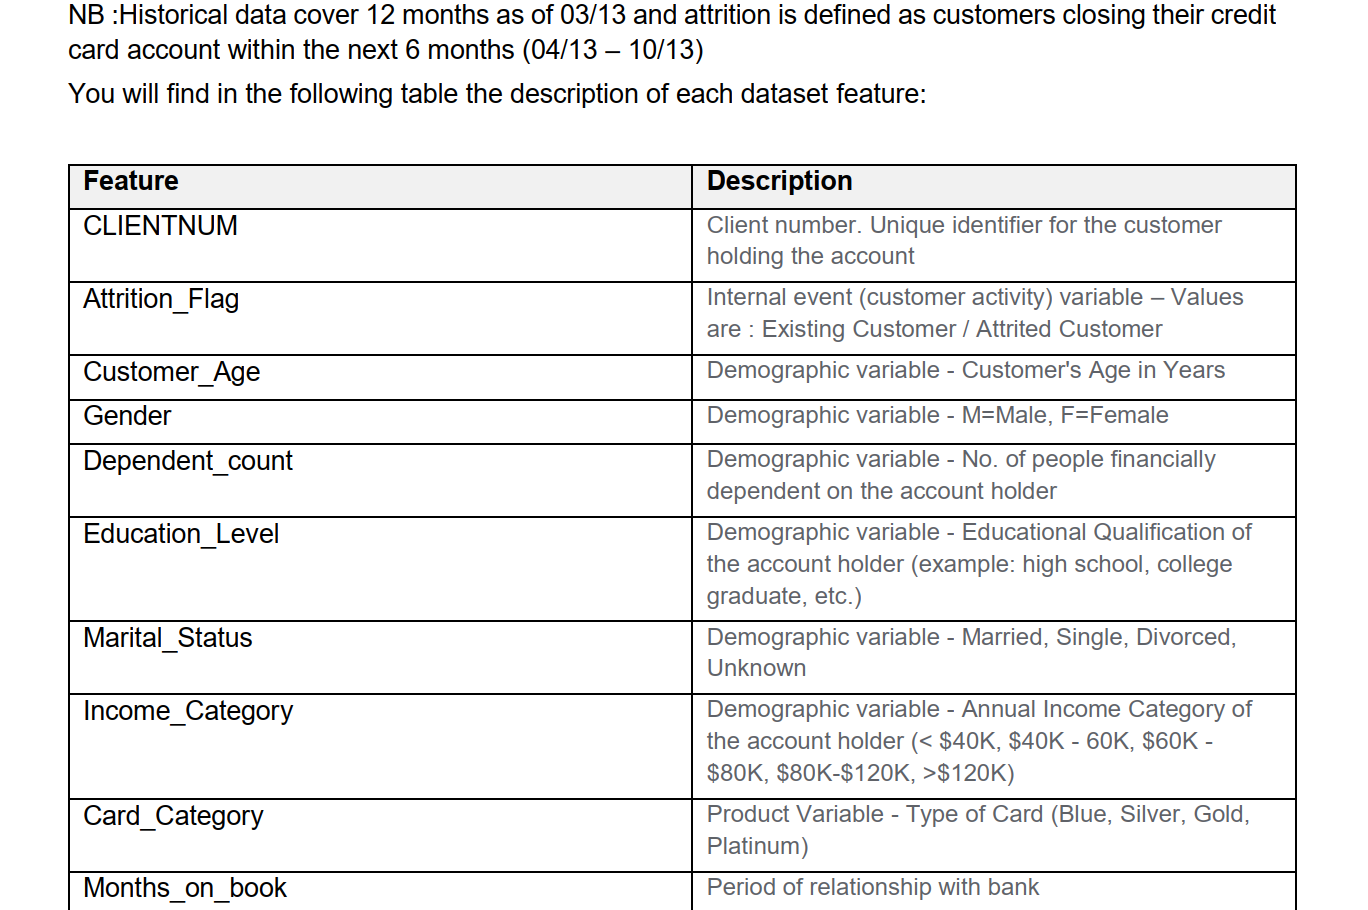 NB :Historical data cover 12 months as of 03/13 and attrition is defined as customers closing their credit
card account within the next 6 months (04/13 – 10/13)
You will find in the following table the description of each dataset feature:
Feature
Description
CLIENTNUM
Client number. Unique identifier for the customer
holding the account
Attrition_Flag
Internal event (customer activity) variable – Values
are : Existing Customer / Attrited Customer
Customer_Age
Demographic variable - Customer's Age in Years
Gender
Demographic variable - M=Male, F=Female
Dependent_count
Demographic variable - No. of people financially
dependent on the account holder
Education_Level
Demographic variable - Educational Qualification of
the account holder (example: high school, college
graduate, etc.)
Marital_Status
Demographic variable - Married, Single, Divorced,
Unknown
Income_Category
Demographic variable - Annual Income Category of
the account holder (< $40K, $40K - 60K, $60K -
$80K, $80K-$120K, >$120K)
Card_Category
Product Variable - Type of Card (Blue, Silver, Gold,
Platinum)
Months_on_book
Period of relationship with bank